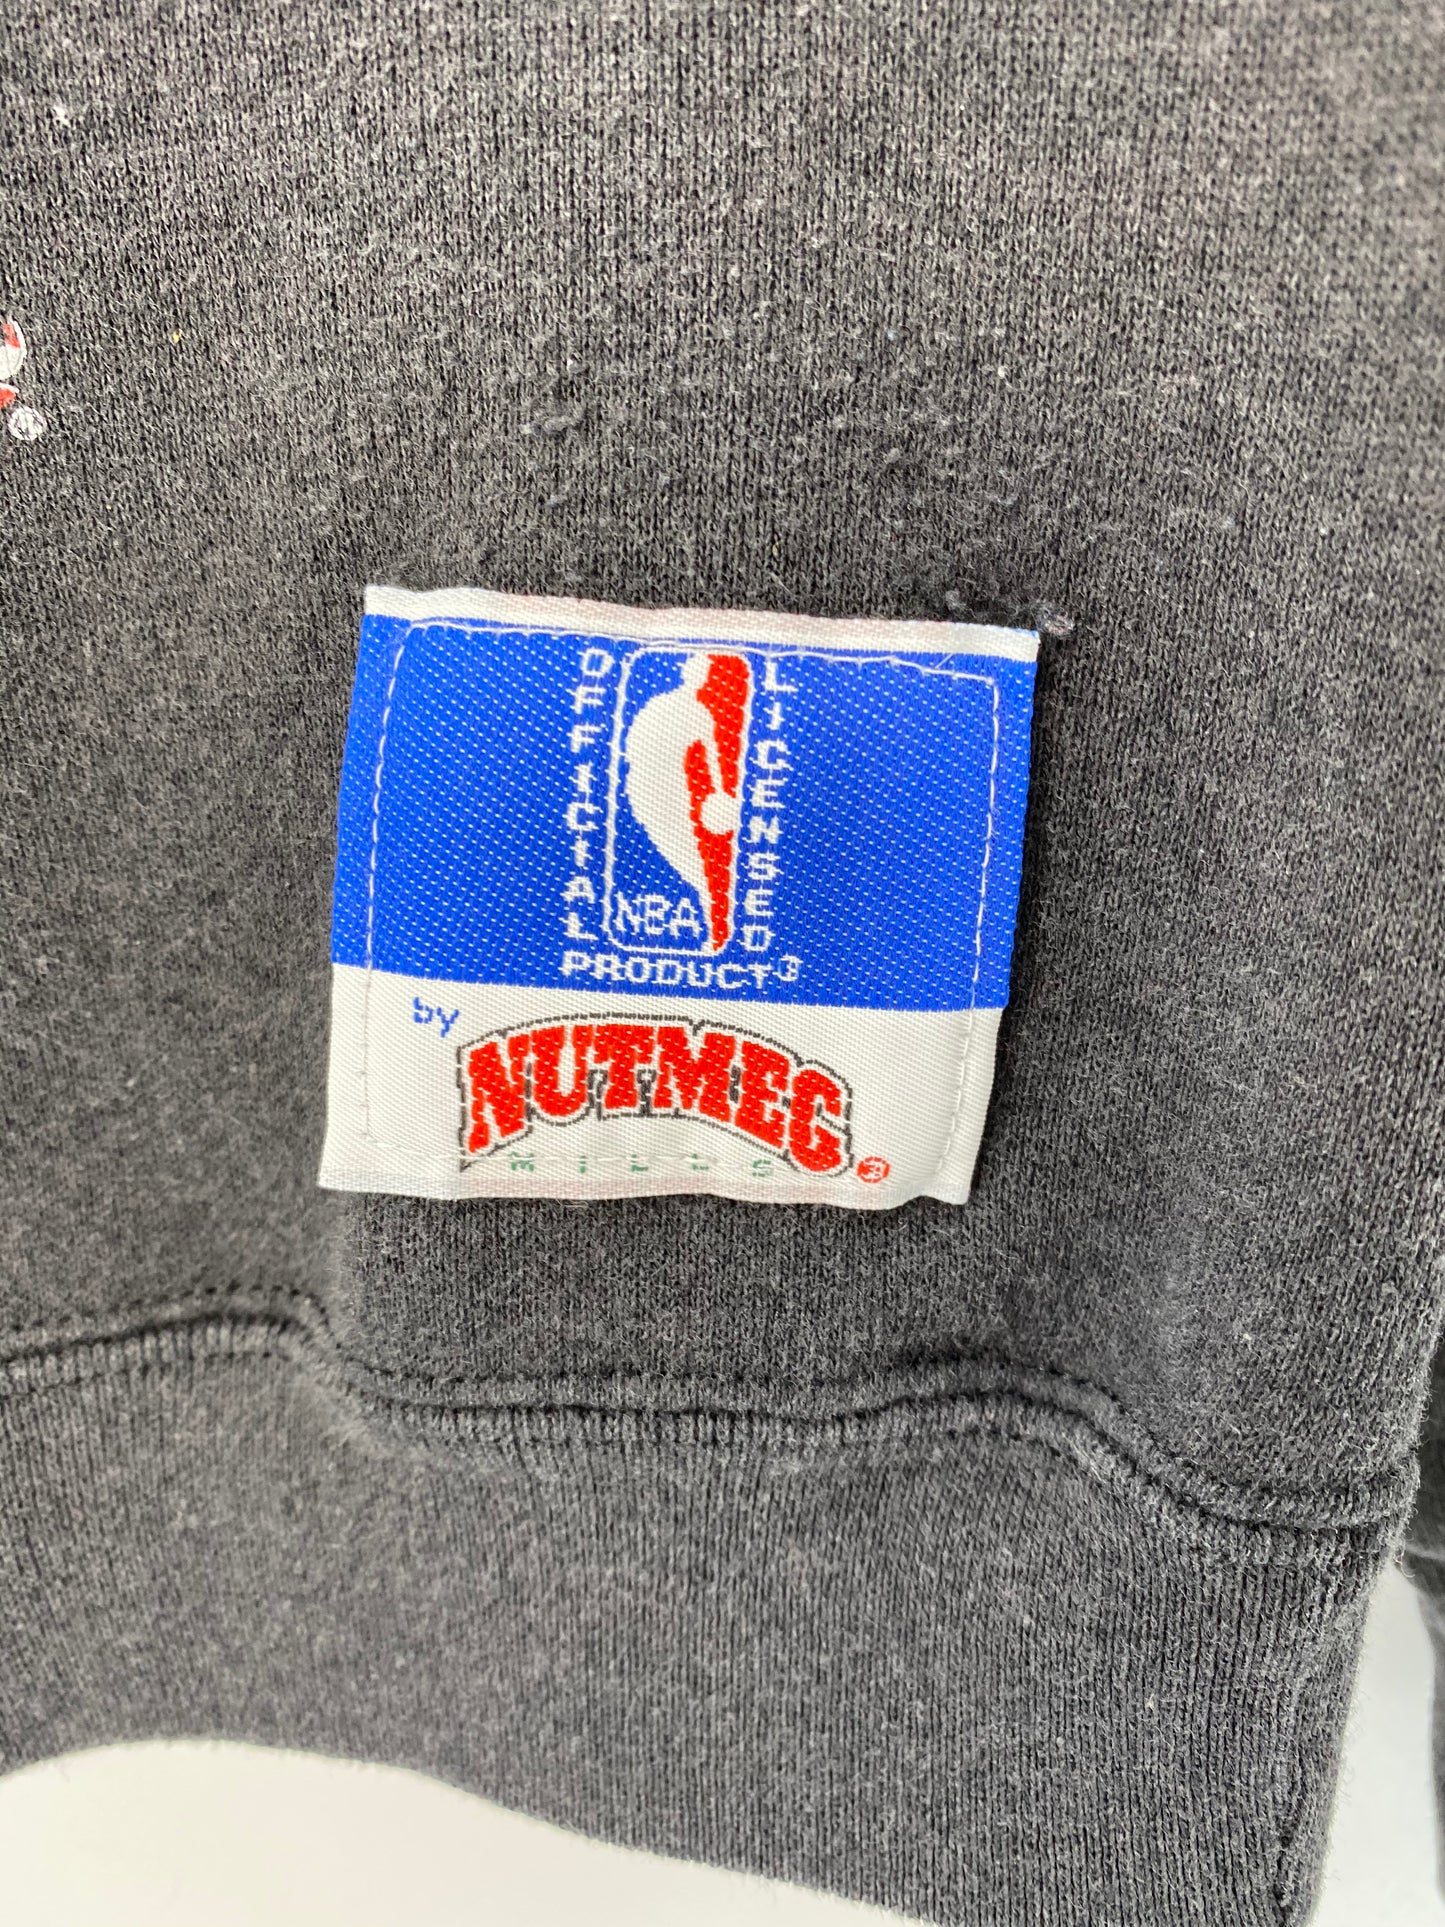 OFFICIAL
LICENSED
NBA
PRODUCT®
by
NUTMEG
MILLS ®